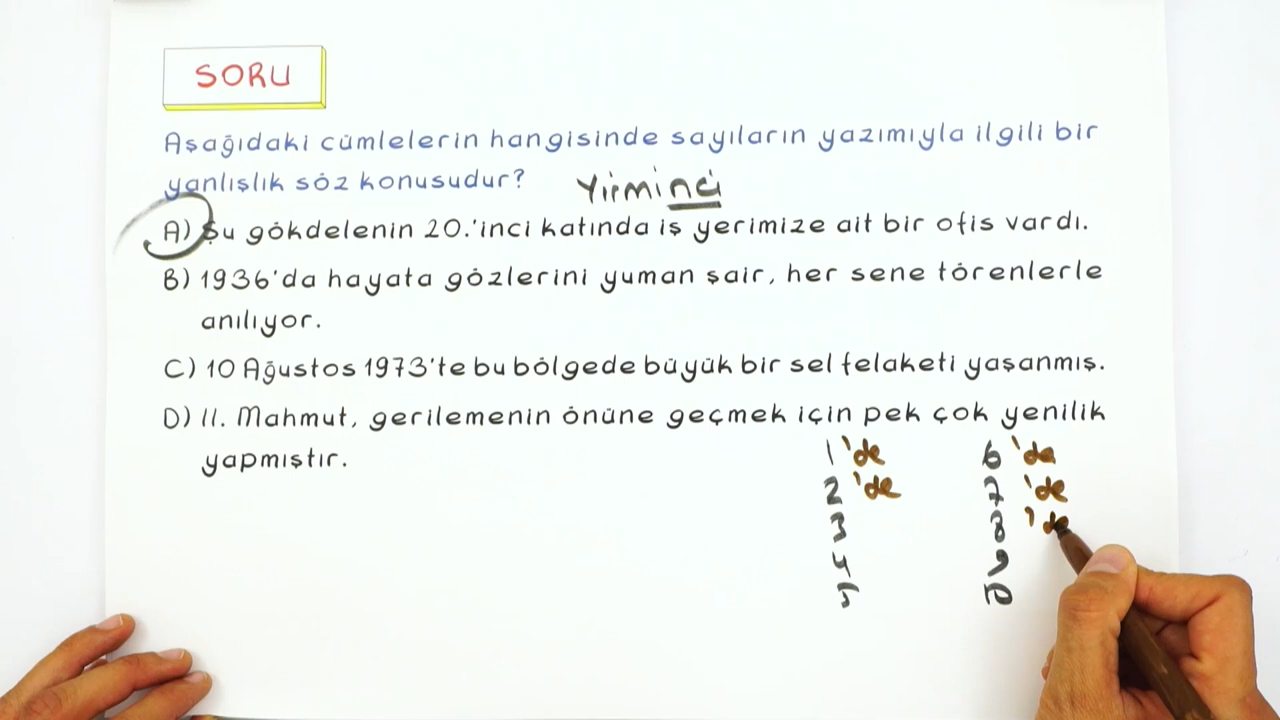 SORU
Aşağıdaki cümlelerin hangisinde sayıların yazımıyla ilgili bir
yanlışlık söz konusudur?
Yirminci
A) Şu gökdelenin 20.'inci katında iş yerimize ait bir ofis vardı.
B) 1936'da hayata gözlerini yuman şair, her sene törenlerle
anılıyor.
C) 10 Ağustos 1973'te bu bölgede büyük bir sel felaketi yaşanmış.
D) II. Mahmut, gerilemenin önüne geçmek için pek çok yenilik
yapmıştır.
1'de
2'de
3
4
5
6'da
7'de
8'de
9
10